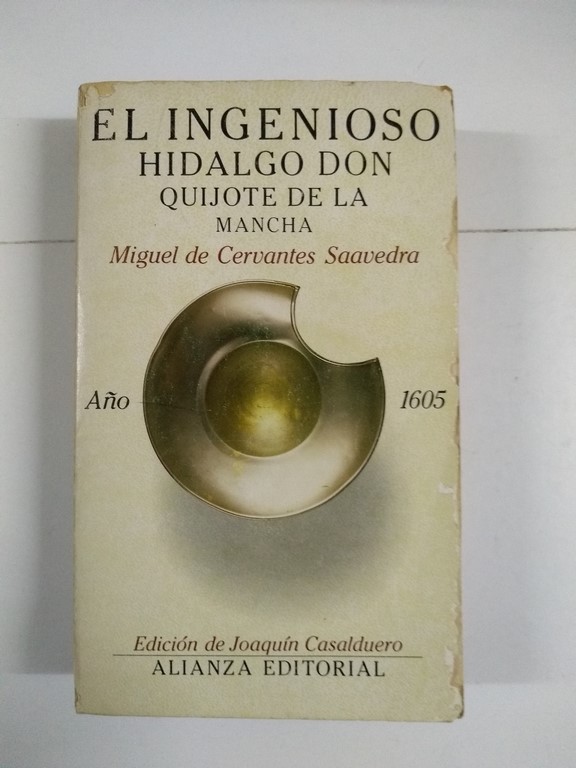 EL INGENIOSO
HIDALGO DON
QUIJOTE DE LA
MANCHA
Miguel de Cervantes Saavedra
Año 1605
Edición de Joaquín Casalduero
ALIANZA EDITORIAL